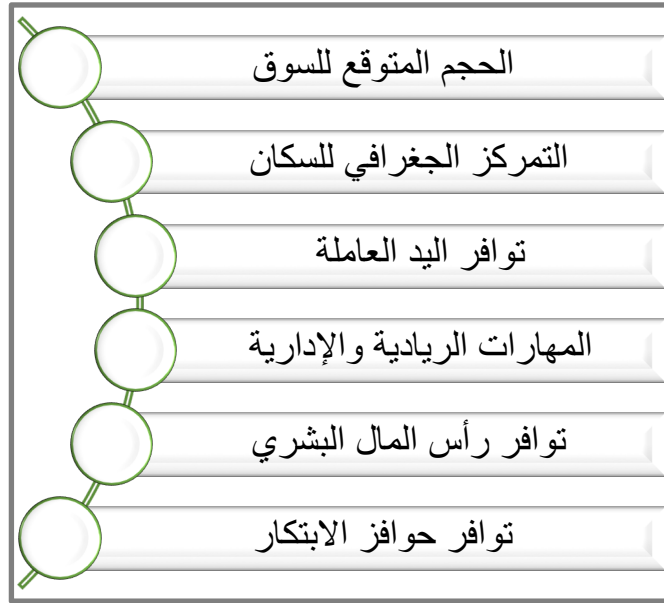 الحجم المتوقع للسوق
التمركز الجغرافي للسكان
توافر اليد العاملة
المهارات الريادية والإدارية
توافر رأس المال البشري
توافر حوافز الابتكار